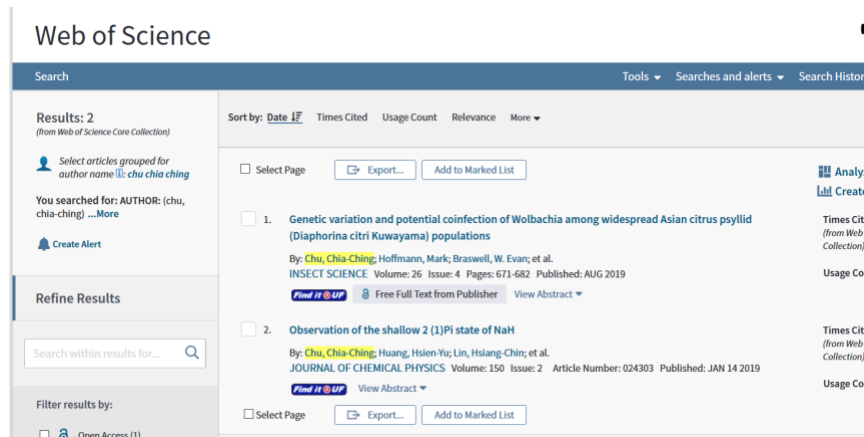 Web of Science
Search
Tools
Searches and alerts
Search Histor
Results: 2
(from Web of Science Core Collection)
Select articles grouped for
author name : chu chia ching
You searched for: AUTHOR: (chu,
chia-ching) ...More
Create Alert
Refine Results
Search within results for...
Filter results by:
Open Access (1)
Sort by: Date Times Cited Usage Count Relevance More
Select Page Export... Add to Marked List
1. Genetic variation and potential coinfection of Wolbachia among widespread Asian citrus psyllid
(Diaphorina citri Kuwayama) populations
By: Chu, Chia-Ching; Hoffmann, Mark; Braswell, W. Evan; et al.
INSECT SCIENCE Volume: 26 Issue: 4 Pages: 671-682 Published: AUG 2019
Find it @ UF Free Full Text from Publisher View Abstract
2. Observation of the shallow 2 (1)Pi state of NaH
By: Chu, Chia-Ching; Huang, Hsien-Yu; Lin, Hsiang-Chin; et al.
JOURNAL OF CHEMICAL PHYSICS Volume: 150 Issue: 2 Article Number: 024303 Published: JAN 14 2019
Find it @ UF View Abstract
Select Page Export... Add to Marked List
Analy
Creat
Times Cit
(from Web
Collection)
Usage Co
Times Cit
(from Web
Collection)
Usage Co